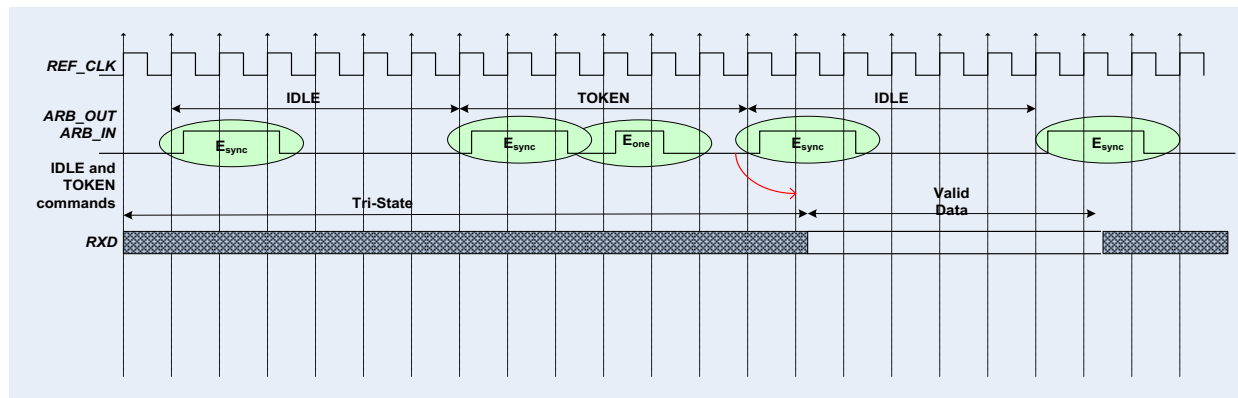 REF_CLK
IDLE
TOKEN
IDLE
ARB_OUT
ARB_IN
Esync
Esync
Eone
Esync
Esync
IDLE and
TOKEN
commands
Tri-State
Valid
Data
RXD